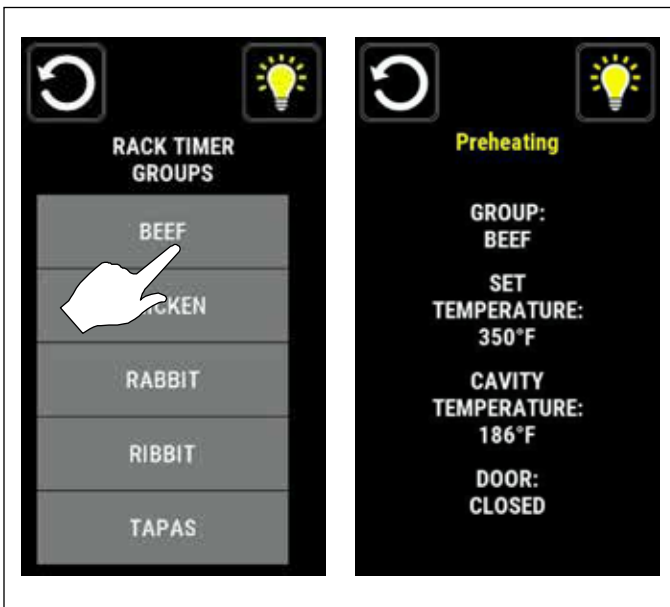 RACK TIMER
GROUPS
BEEF
RABBIT
RIBBIT
TAPAS
Preheating
GROUP:
BEEF
SET
TEMPERATURE:
350°F
CAVITY
TEMPERATURE:
186°F
DOOR:
CLOSED